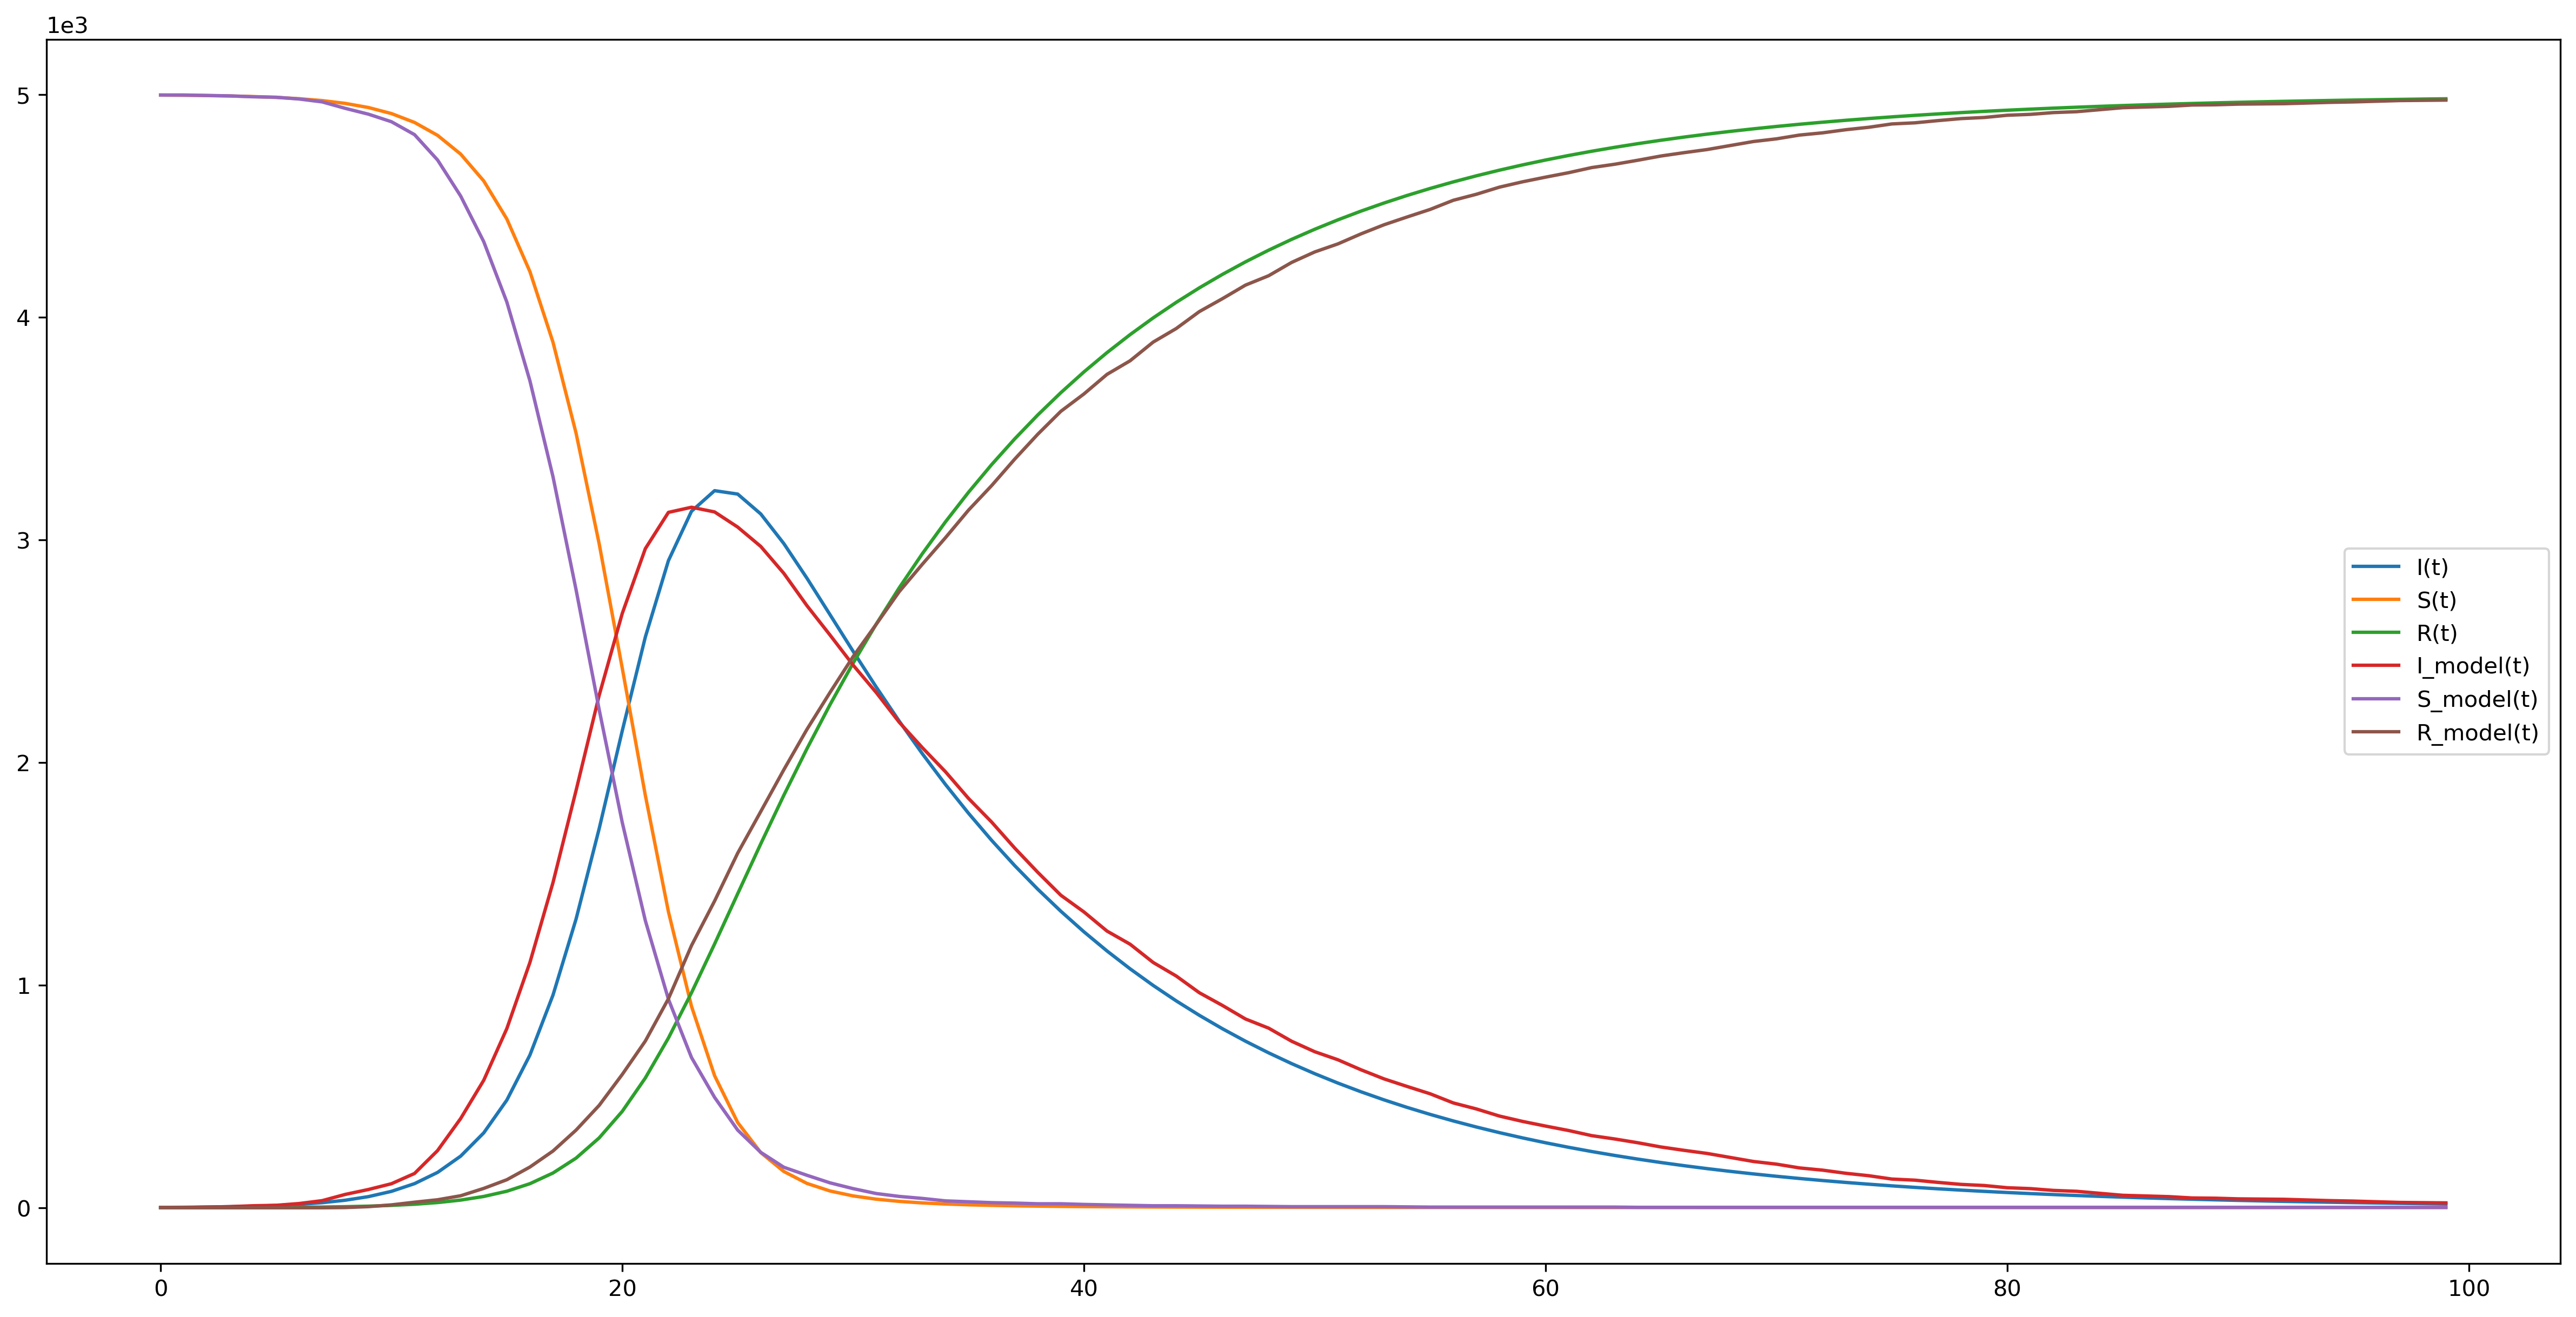 1e3
5
4
3
2
1
0
0 20 40 60 80 100
I(t)
S(t)
R(t)
I_model(t)
S_model(t)
R_model(t)